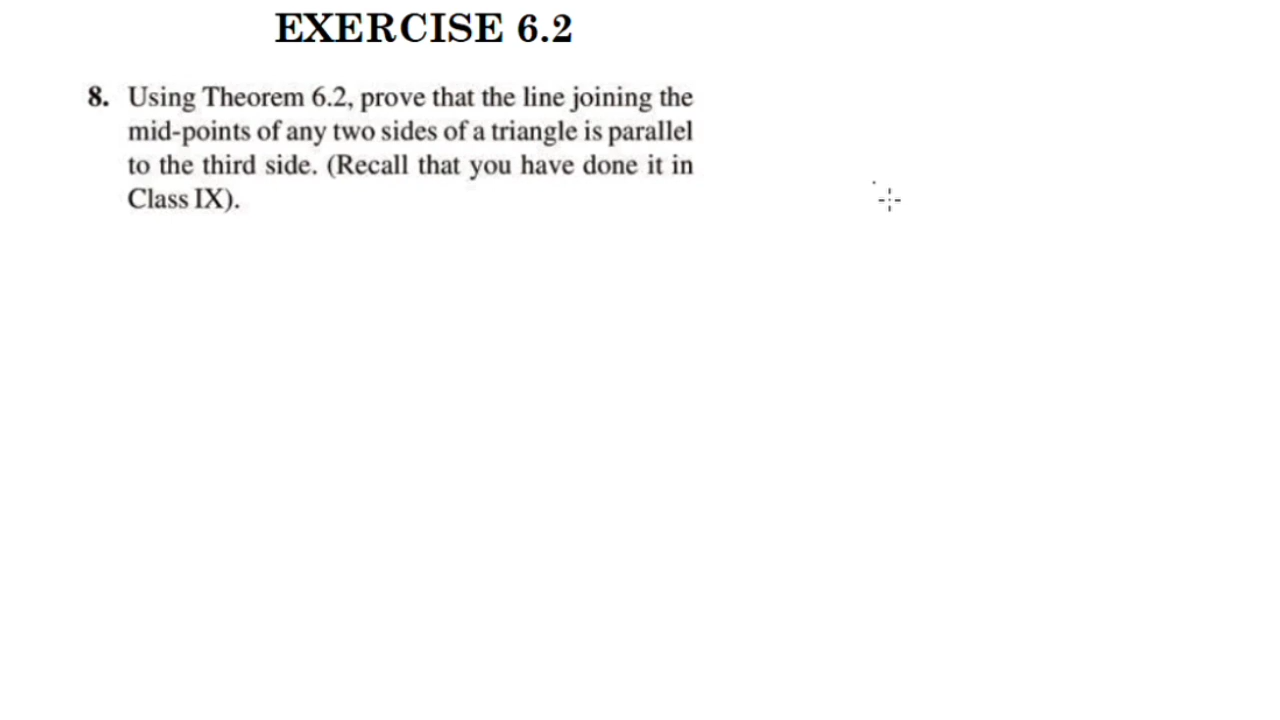 EXERCISE 6.2
8. Using Theorem 6.2, prove that the line joining the
mid-points of any two sides of a triangle is parallel
to the third side. (Recall that you have done it in
Class IX).